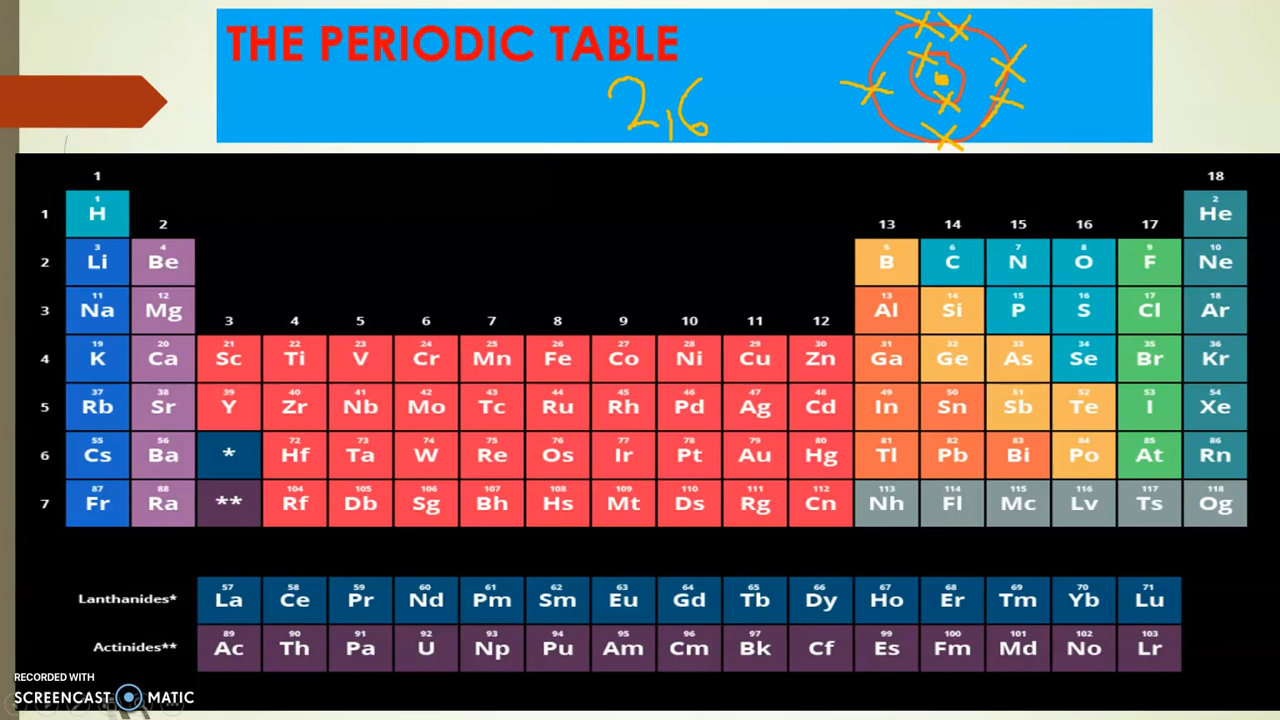 THE PERIODIC TABLE
2,6
1 18
1 H 2 He
1 2 13 14 15 16 17
3 4 5 6 7 8 9 10
2 Li Be B C N O F Ne
11 12 13 14 15 16 17 18
3 Na Mg 3 4 5 6 7 8 9 10 11 12 Al Si P S Cl Ar
19 20 21 22 23 24 25 26 27 28 29 30 31 32 33 34 35 36
4 K Ca Sc Ti V Cr Mn Fe Co Ni Cu Zn Ga Ge As Se Br Kr
37 38 39 40 41 42 43 44 45 46 47 48 49 50 51 52 53 54
5 Rb Sr Y Zr Nb Mo Tc Ru Rh Pd Ag Cd In Sn Sb Te I Xe
55 56 72 73 74 75 76 77 78 79 80 81 82 83 84 85 86
6 Cs Ba * Hf Ta W Re Os Ir Pt Au Hg Tl Pb Bi Po At Rn
87 88 104 105 106 107 108 109 110 111 112 113 114 115 116 117 118
7 Fr Ra ** Rf Db Sg Bh Hs Mt Ds Rg Cn Nh Fl Mc Lv Ts Og
57 58 59 60 61 62 63 64 65 66 67 68 69 70 71
Lanthanides* La Ce Pr Nd Pm Sm Eu Gd Tb Dy Ho Er Tm Yb Lu
89 90 91 92 93 94 95 96 97 98 99 100 101 102 103
Actinides** Ac Th Pa U Np Pu Am Cm Bk Cf Es Fm Md No Lr
RECORDED WITH
SCREENCAST MATIC